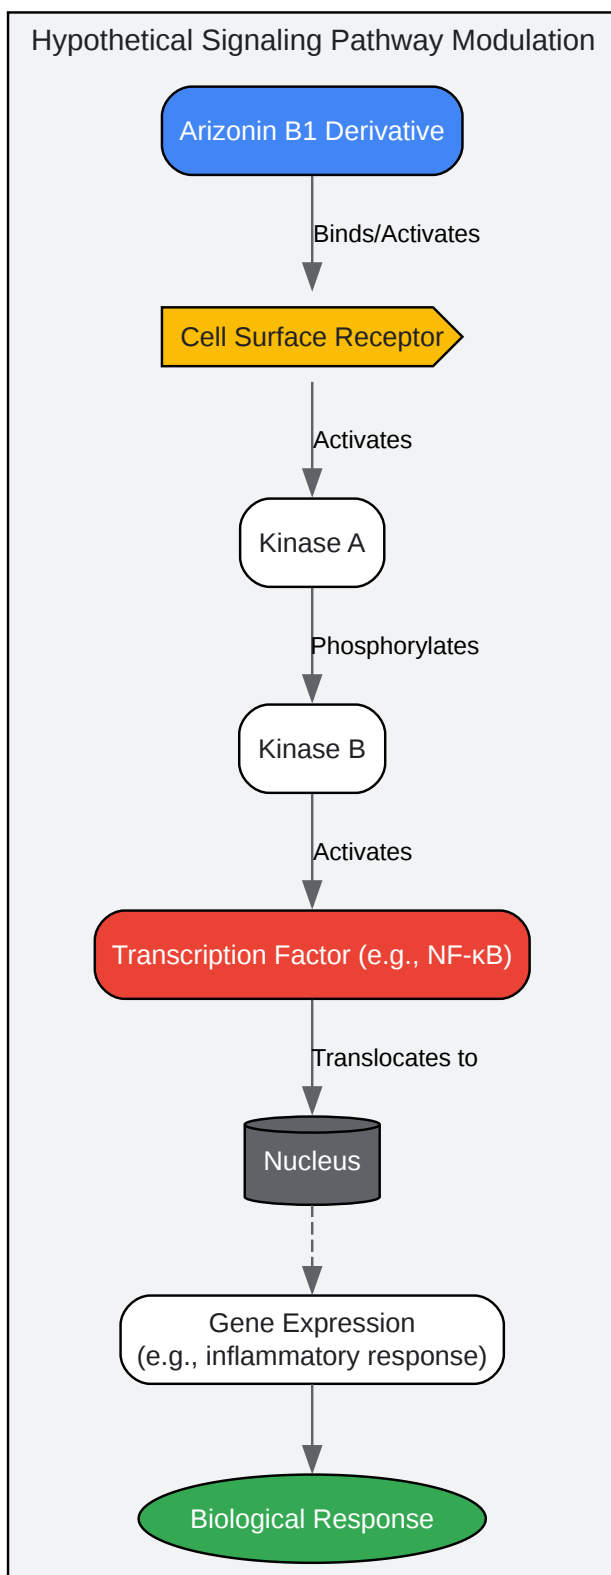 Hypothetical Signaling Pathway Modulation
Arizonin B1 Derivative
Binds/Activates
Cell Surface Receptor
Activates
Kinase A
Phosphorylates
Kinase B
Activates
Transcription Factor (e.g., NF-κB)
Translocates to
Nucleus
Gene Expression
(e.g., inflammatory response)
Biological Response